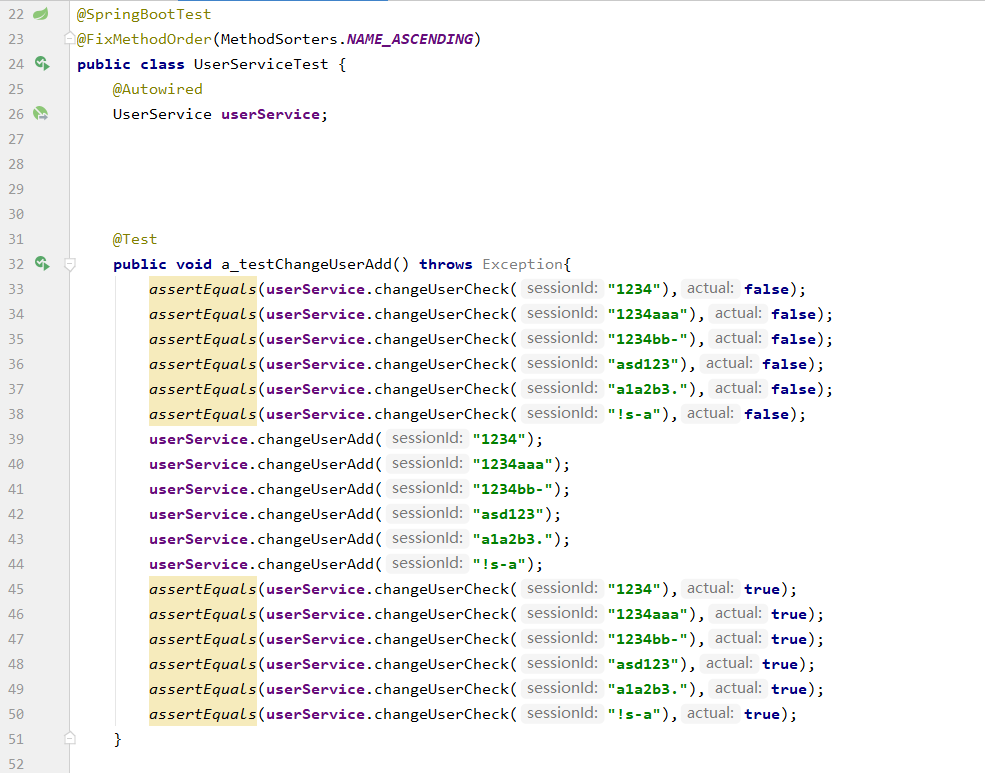 22 @SpringBootTest
23 @FixMethodOrder(MethodSorters.NAME_ASCENDING)
24 public class UserServiceTest {
25 @Autowired
26 UserService userService;
27
28
29
30
31 @Test
32 public void a_testChangeUserAdd() throws Exception{
33 assertEquals(userService.changeUserCheck( sessionId: "1234"), actual: false);
34 assertEquals(userService.changeUserCheck( sessionId: "1234aaa"), actual: false);
35 assertEquals(userService.changeUserCheck( sessionId: "1234bb-"), actual: false);
36 assertEquals(userService.changeUserCheck( sessionId: "asd123"), actual: false);
37 assertEquals(userService.changeUserCheck( sessionId: "a1a2b3."), actual: false);
38 assertEquals(userService.changeUserCheck( sessionId: "!s-a"), actual: false);
39 userService.changeUserAdd( sessionId: "1234");
40 userService.changeUserAdd( sessionId: "1234aaa");
41 userService.changeUserAdd( sessionId: "1234bb-");
42 userService.changeUserAdd( sessionId: "asd123");
43 userService.changeUserAdd( sessionId: "a1a2b3.");
44 userService.changeUserAdd( sessionId: "!s-a");
45 assertEquals(userService.changeUserCheck( sessionId: "1234"), actual: true);
46 assertEquals(userService.changeUserCheck( sessionId: "1234aaa"), actual: true);
47 assertEquals(userService.changeUserCheck( sessionId: "1234bb-"), actual: true);
48 assertEquals(userService.changeUserCheck( sessionId: "asd123"), actual: true);
49 assertEquals(userService.changeUserCheck( sessionId: "a1a2b3."), actual: true);
50 assertEquals(userService.changeUserCheck( sessionId: "!s-a"), actual: true);
51 }
52